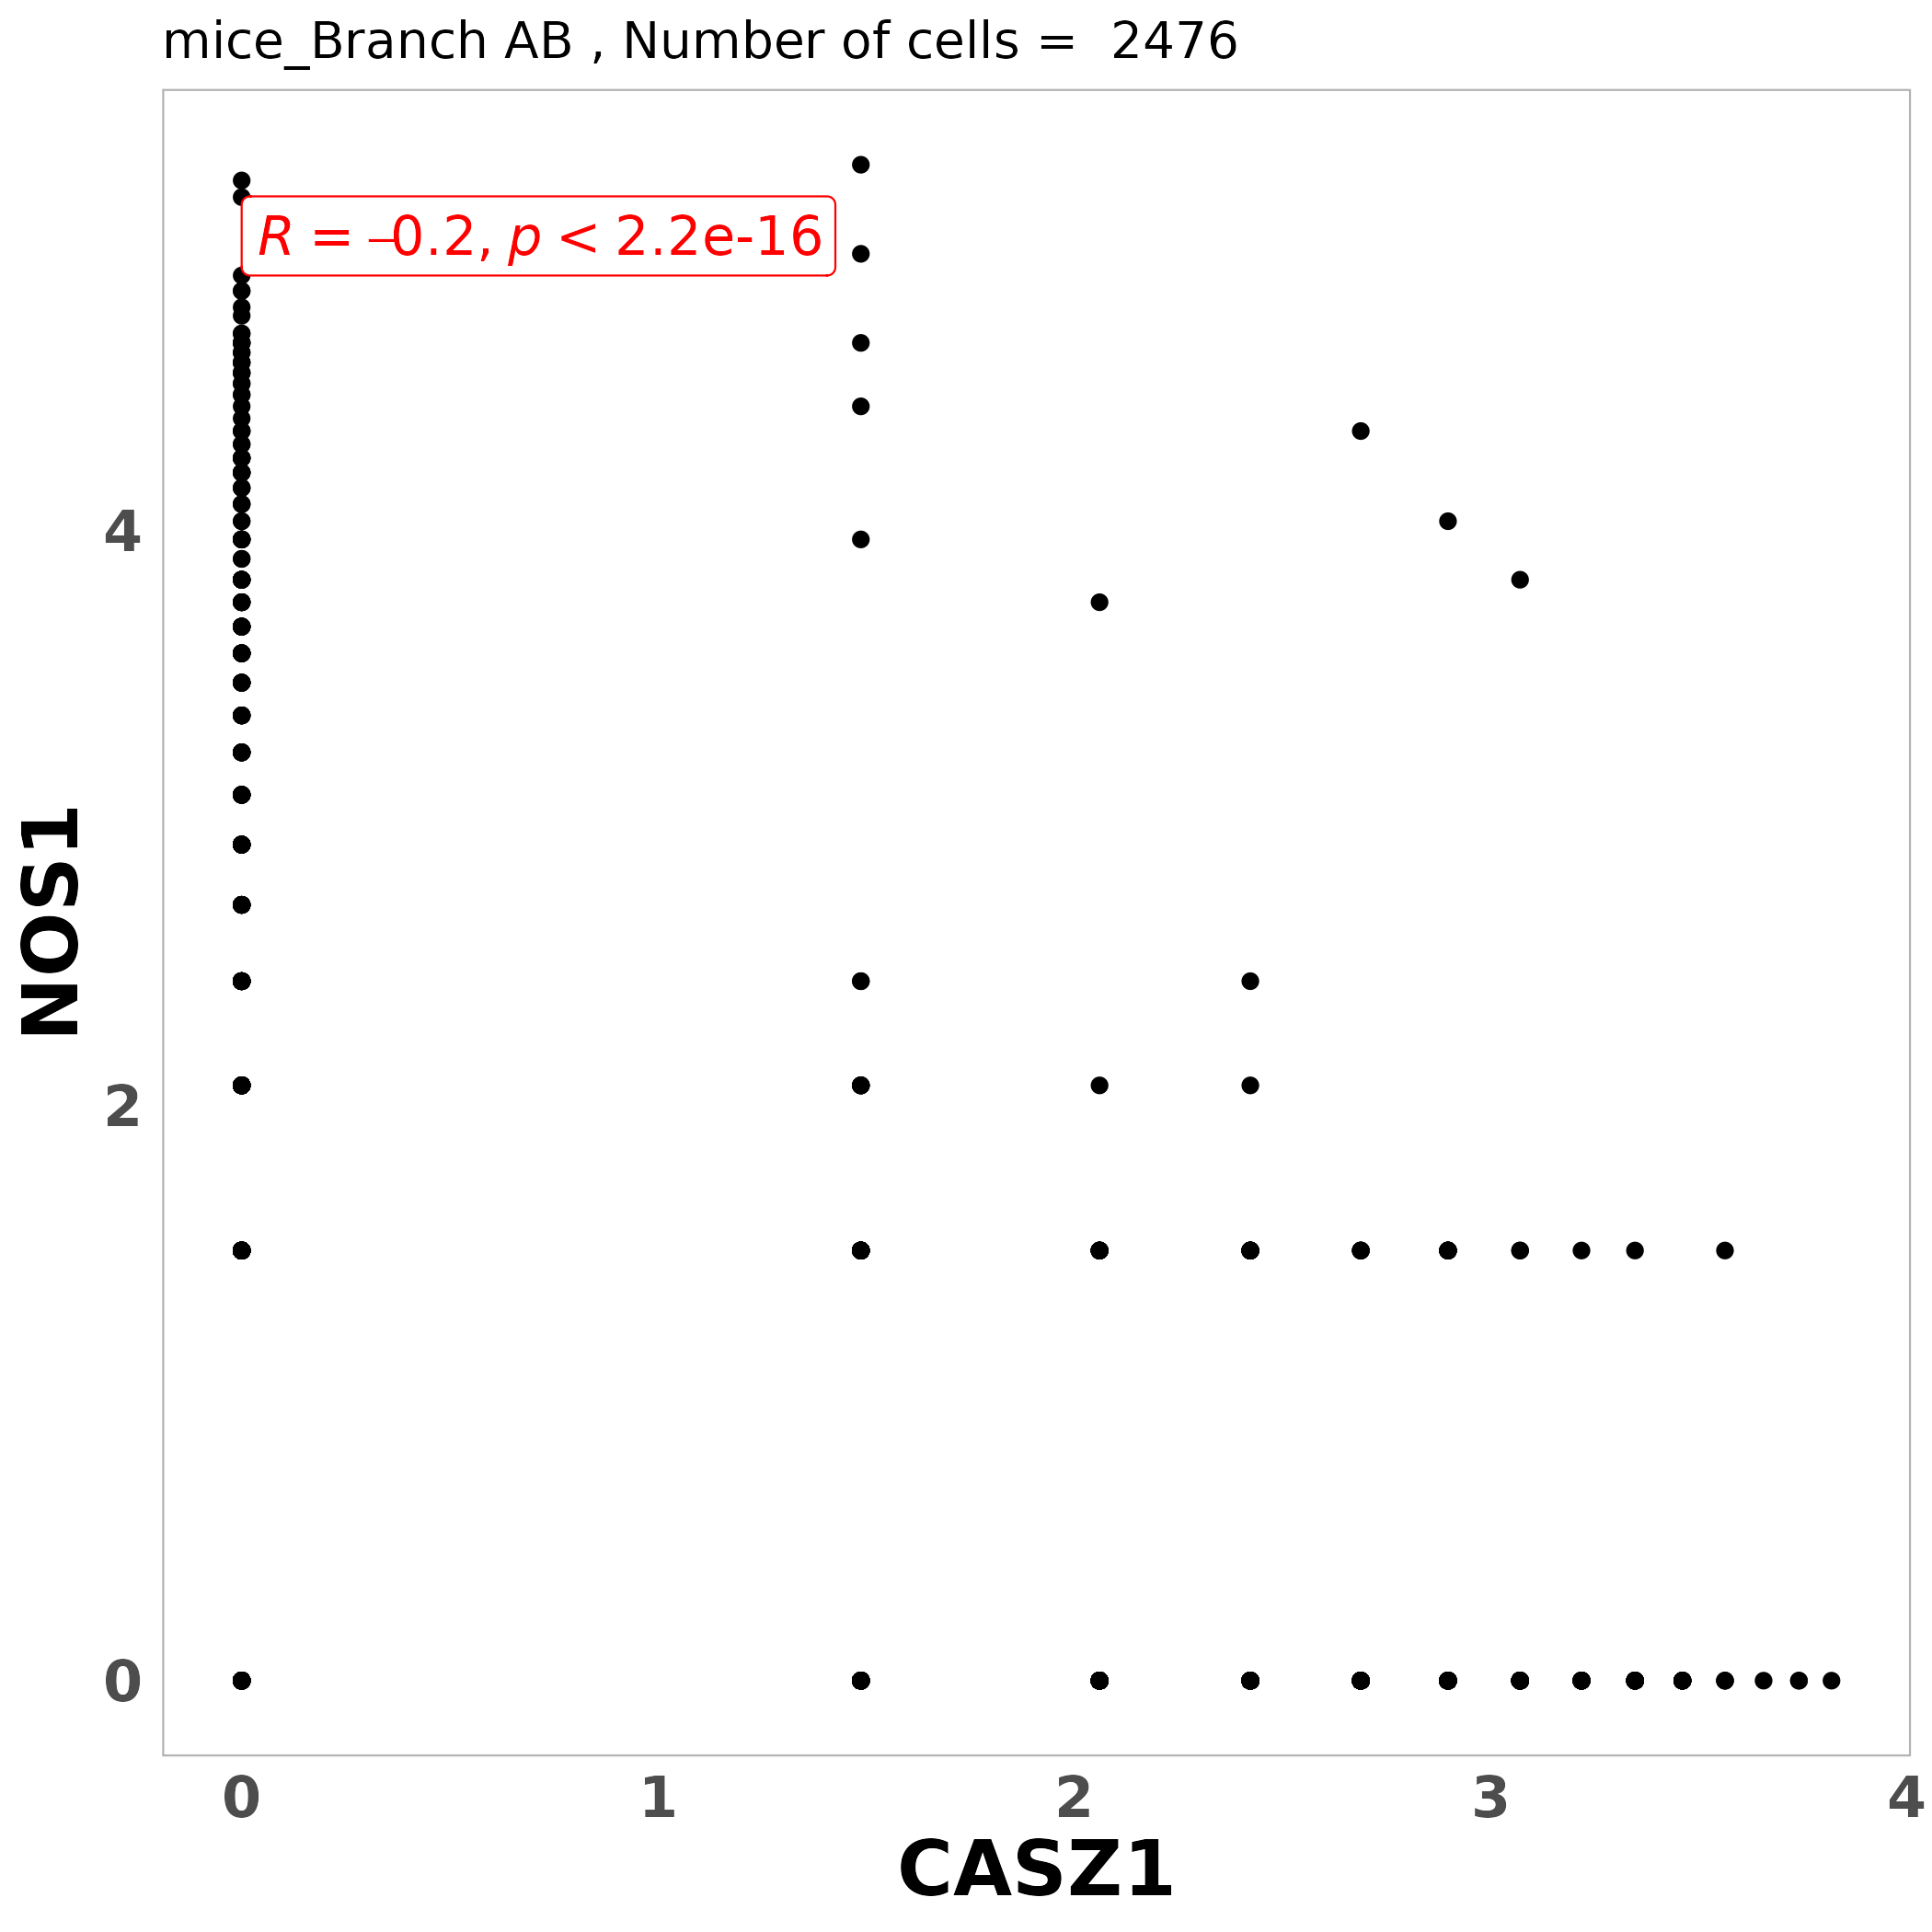 mice_Branch AB , Number of cells =  2476
R = –0.2, p < 2.2e-16
NOS1
4
2
0
0 1 2 3 4
CASZ1